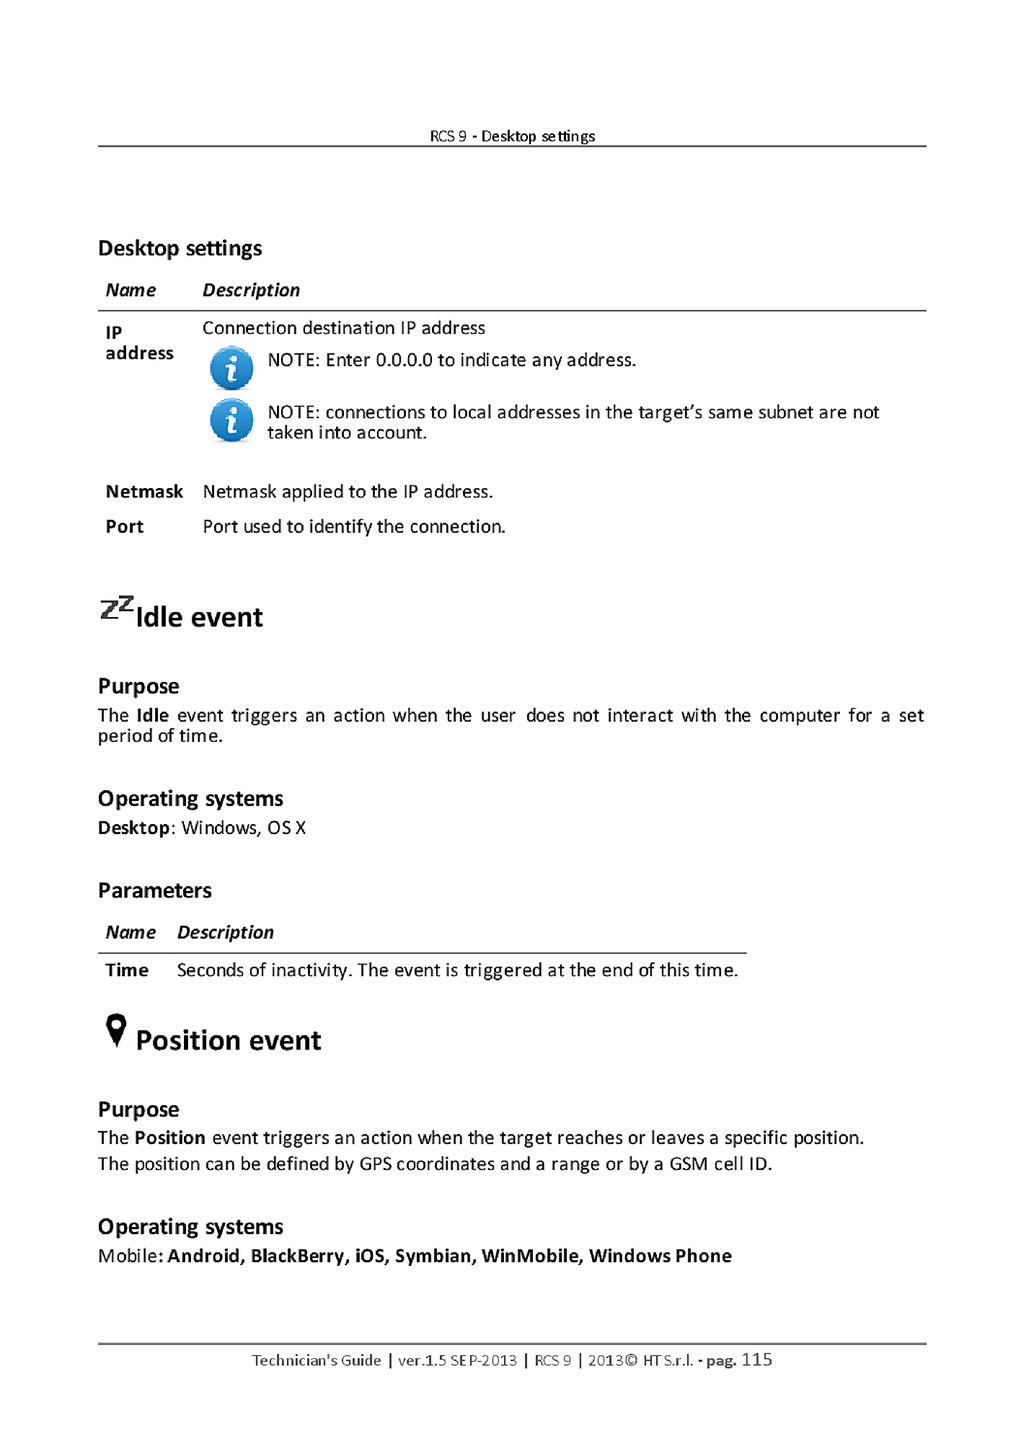 RCS 9 - Desktop settings
Desktop settings
Name Description
IP address Connection destination IP address
NOTE: Enter 0.0.0.0 to indicate any address.
NOTE: connections to local addresses in the target’s same subnet are not
taken into account.
Netmask Netmask applied to the IP address.
Port Port used to identify the connection.
zz Idle event
Purpose
The Idle event triggers an action when the user does not interact with the computer for a set
period of time.
Operating systems
Desktop: Windows, OS X
Parameters
Name Description
Time Seconds of inactivity. The event is triggered at the end of this time.
Position event
Purpose
The Position event triggers an action when the target reaches or leaves a specific position.
The position can be defined by GPS coordinates and a range or by a GSM cell ID.
Operating systems
Mobile: Android, BlackBerry, iOS, Symbian, WinMobile, Windows Phone
Technician's Guide | ver.1.5 SEP-2013 | RCS 9 | 2013© HT S.r.l. - pag. 115